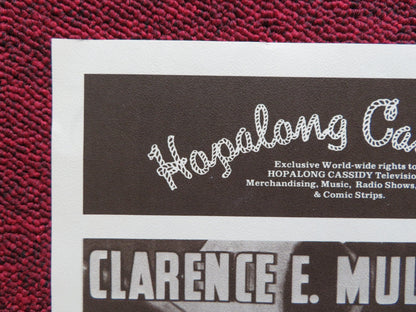 Hopalong Ca
Exclusive World-wide rights to
HOPALONG CASSIDY Televisio
Merchandising, Music, Radio Shows,
& Comic Strips.
CLARENCE E. MUL